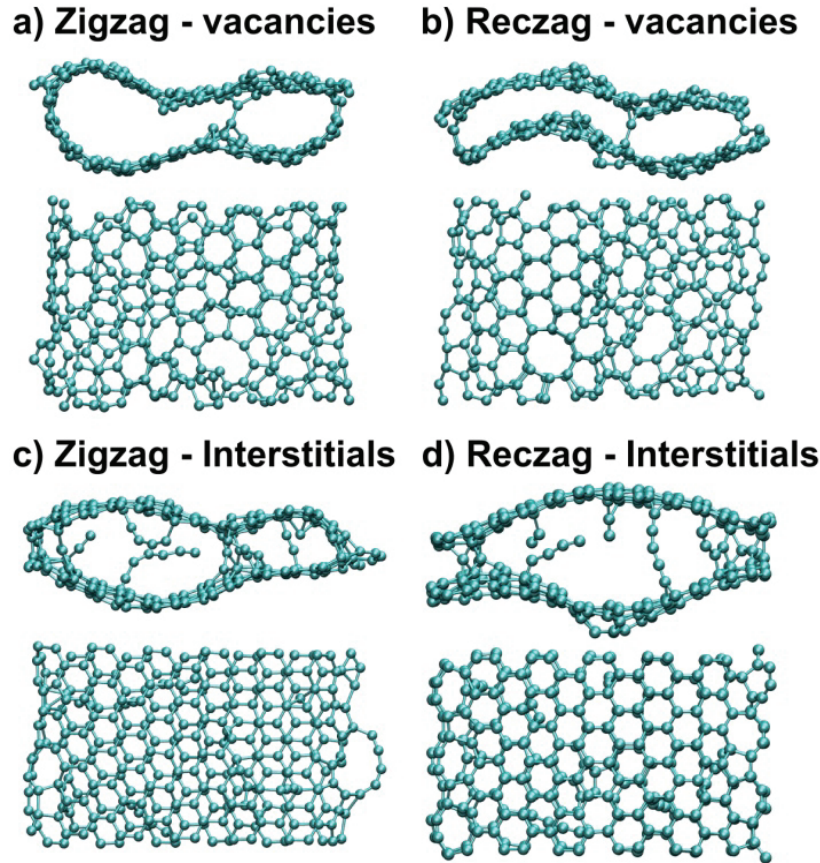 a) Zigzag - vacancies
b) Reczag - vacancies
c) Zigzag - Interstitials
d) Reczag - Interstitials